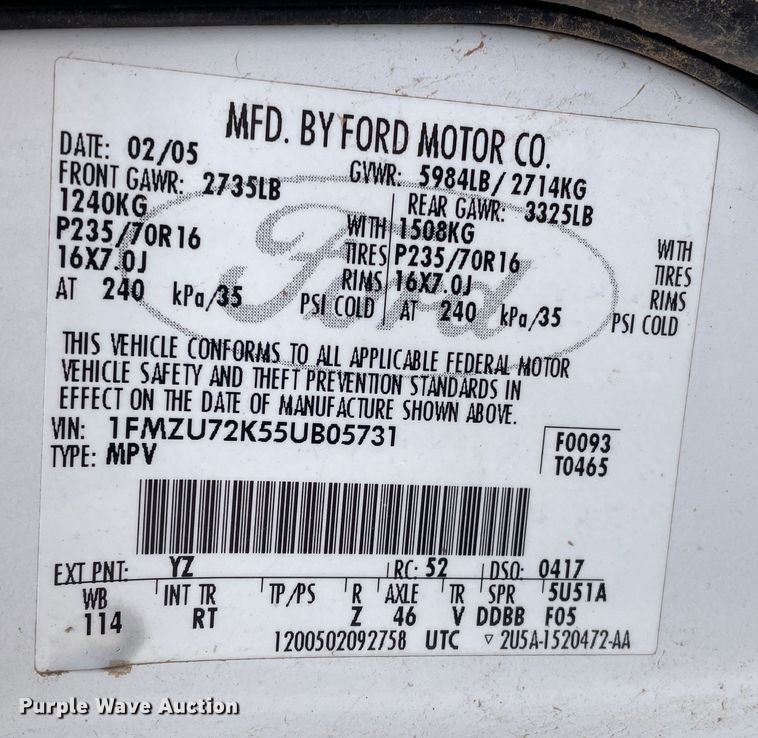 MFD. BY FORD MOTOR CO.
DATE: 02/05 GVWR: 5984LB / 2714KG
FRONT GAWR: 2735LB REAR GAWR: 3325LB
1240KG WITH 1508KG WITH
P235/70R16 TIRES P235/70R16 TIRES
16X7.0J RIMS 16X7.0J RIMS
AT 240 kPa/35 PSI COLD AT 240 kPa/35 PSI COLD
Ford
THIS VEHICLE CONFORMS TO ALL APPLICABLE FEDERAL MOTOR
VEHICLE SAFETY AND THEFT PREVENTION STANDARDS IN
EFFECT ON THE DATE OF MANUFACTURE SHOWN ABOVE.
VIN: 1FMZU72K55UB05731 F0093
TYPE: MPV T0465
EXT PNT: YZ RC: 52 DSO: 0417
WB INT TR TP/PS R AXLE TR SPR 5U51A
114 RT Z 46 V DDBB F05
1200502092758 UTC ▽ 2U5A-1520472-AA
Purple Wave Auction